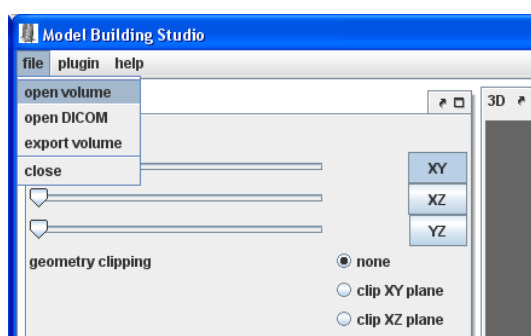 Model Building Studio
file plugin help
open volume
open DICOM
export volume
close
3D
XY
XZ
YZ
geometry clipping
none
clip XY plane
clip XZ plane